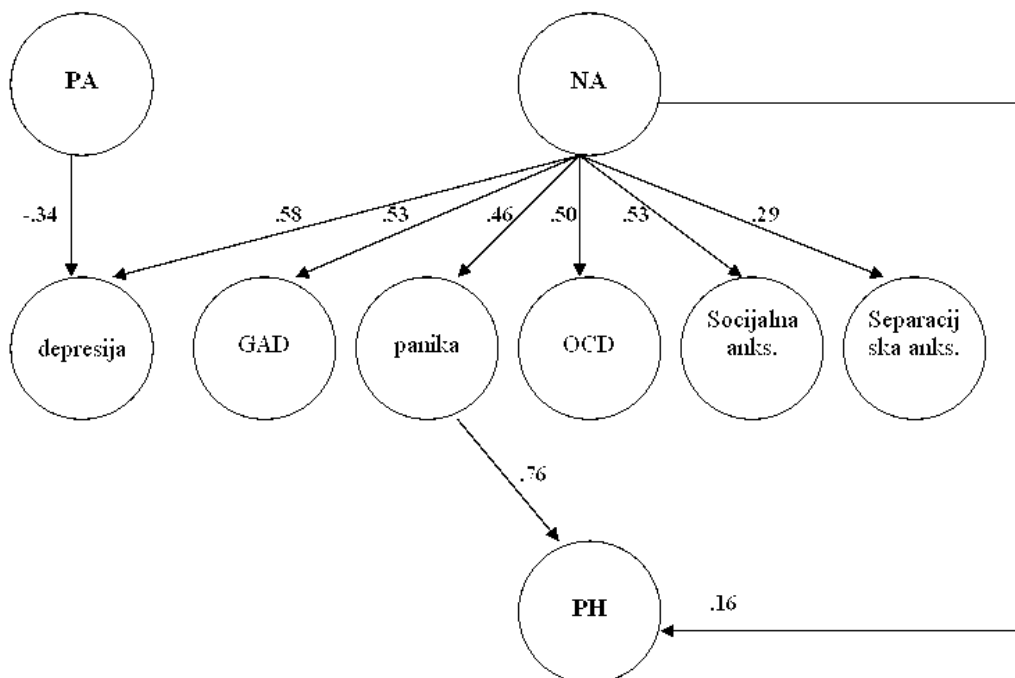 PA
NA
-.34
.58
.53
.46
.50
.53
.29
depresija
GAD
panika
OCD
Socijalna
anks.
Separacij
ska anks.
.76
PH
.16